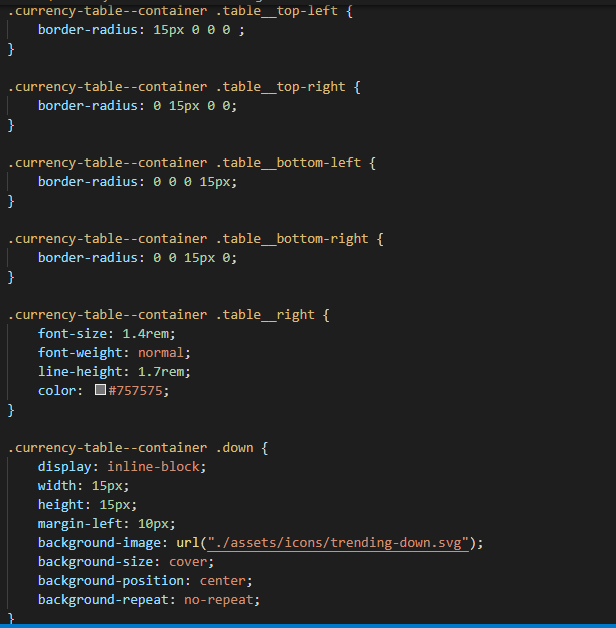 .currency-table--container .table__top-left {
    border-radius: 15px 0 0 0 ;
}

.currency-table--container .table__top-right {
    border-radius: 0 15px 0 0;
}

.currency-table--container .table__bottom-left {
    border-radius: 0 0 0 15px;
}

.currency-table--container .table__bottom-right {
    border-radius: 0 0 15px 0;
}

.currency-table--container .table__right {
    font-size: 1.4rem;
    font-weight: normal;
    line-height: 1.7rem;
    color: #757575;
}

.currency-table--container .down {
    display: inline-block;
    width: 15px;
    height: 15px;
    margin-left: 10px;
    background-image: url("./assets/icons/trending-down.svg");
    background-size: cover;
    background-position: center;
    background-repeat: no-repeat;
}